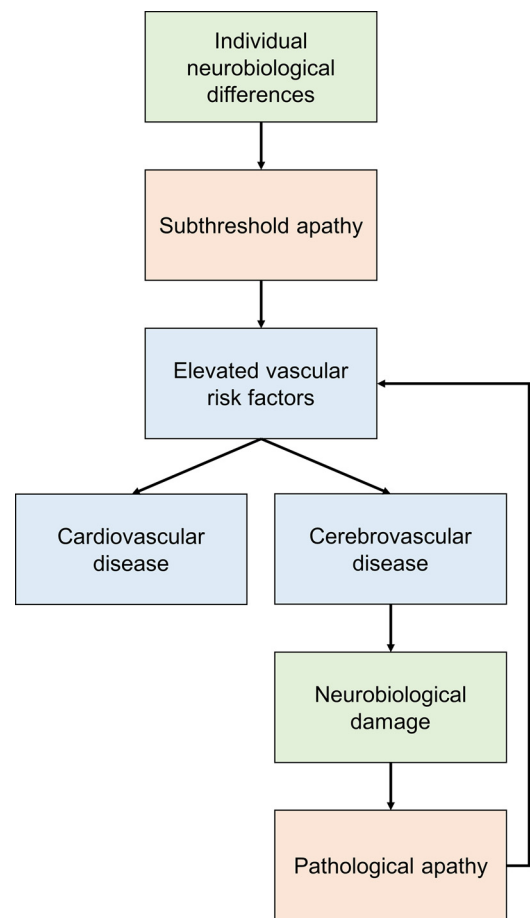 Individual
neurobiological
differences
Subthreshold apathy
Elevated vascular
risk factors
Cardiovascular
disease
Cerebrovascular
disease
Neurobiological
damage
Pathological apathy